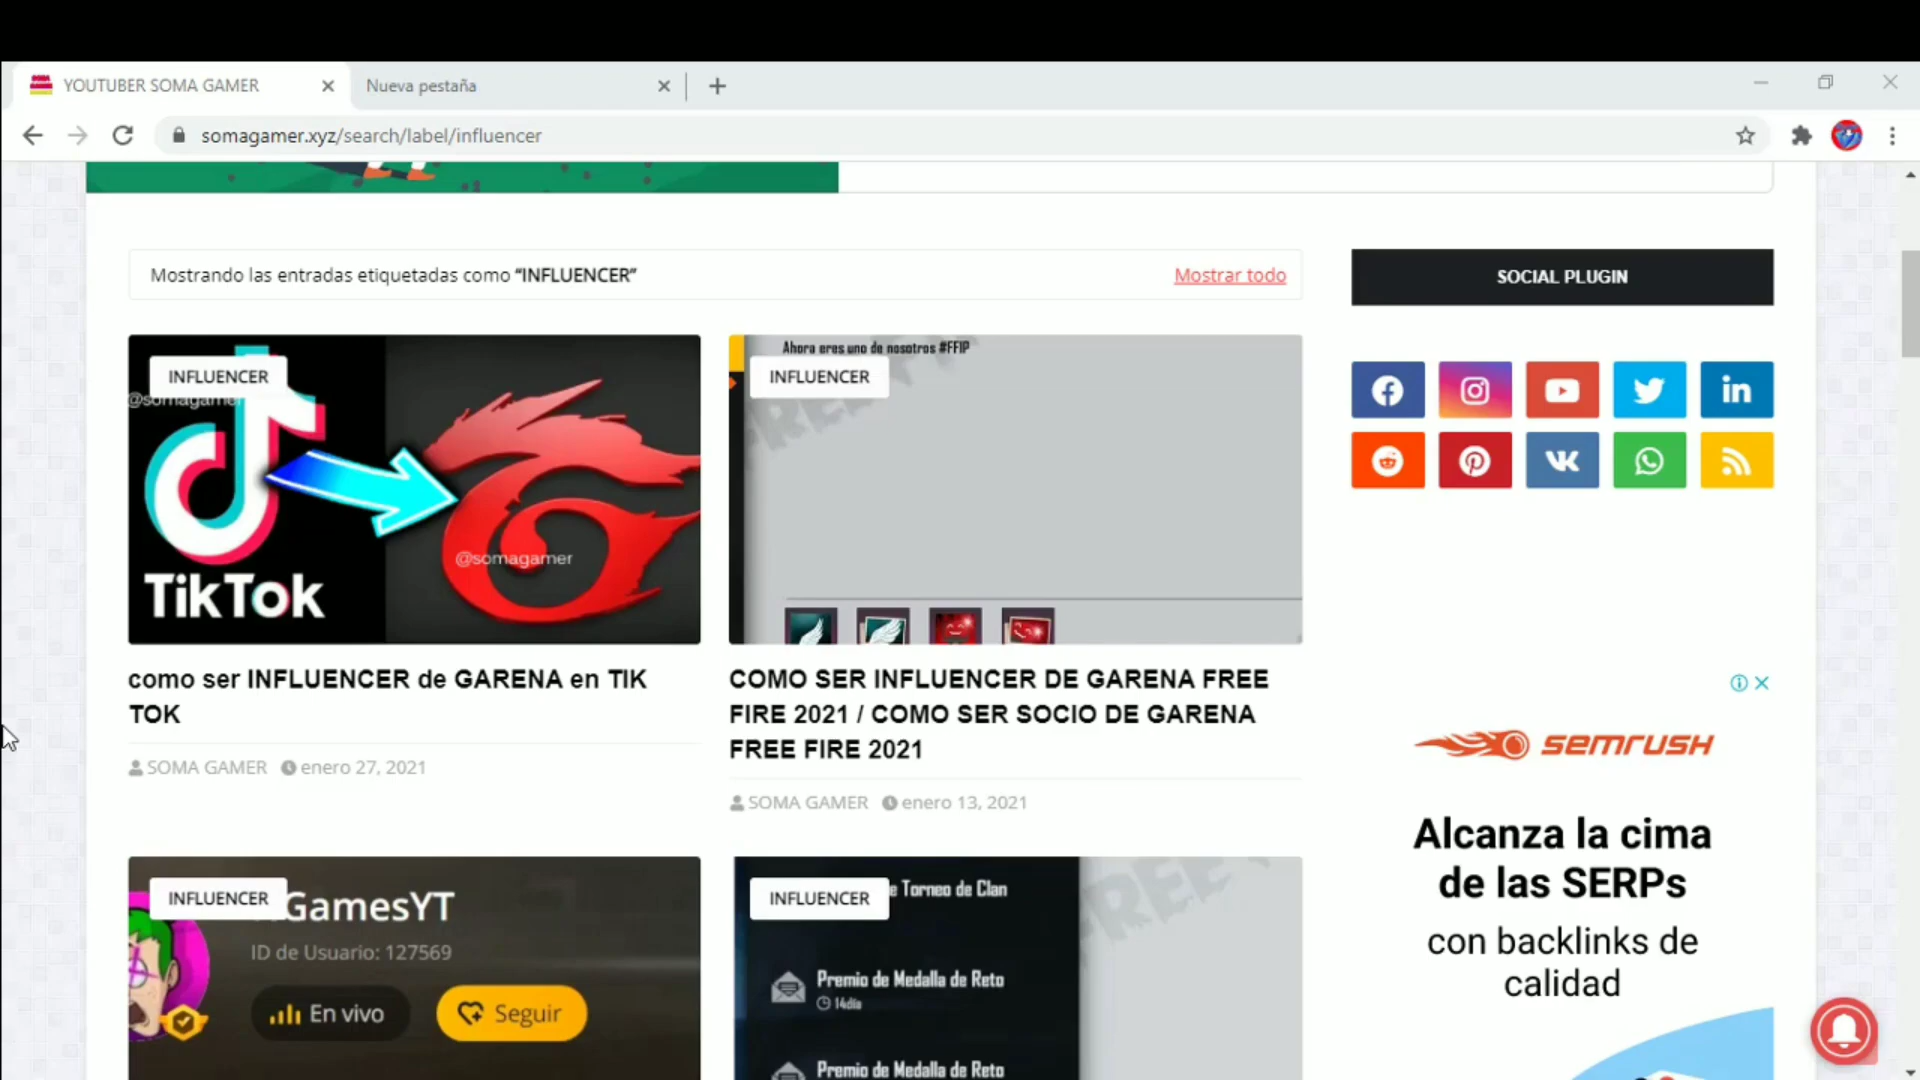 YOUTUBER SOMA GAMER
Nueva pestaña
somagamer.xyz/search/label/influencer
Mostrando las entradas etiquetadas como “INFLUENCER”
Mostrar todo
SOCIAL PLUGIN
INFLUENCER
@somagamer
@somagamer
TikTok
Ahora eres uno de nosotros #FFIP
INFLUENCER
como ser INFLUENCER de GARENA en TIK
TOK
SOMA GAMER enero 27, 2021
COMO SER INFLUENCER DE GARENA FREE
FIRE 2021 / COMO SER SOCIO DE GARENA
FREE FIRE 2021
SOMA GAMER enero 13, 2021
INFLUENCER
GamesYT
ID de Usuario: 127569
En vivo
Seguir
INFLUENCER
e Torneo de Clan
Premio de Medalla de Reto
14día
Premio de Medalla de Reto
SEMRUSH
Alcanza la cima
de las SERPs
con backlinks de
calidad